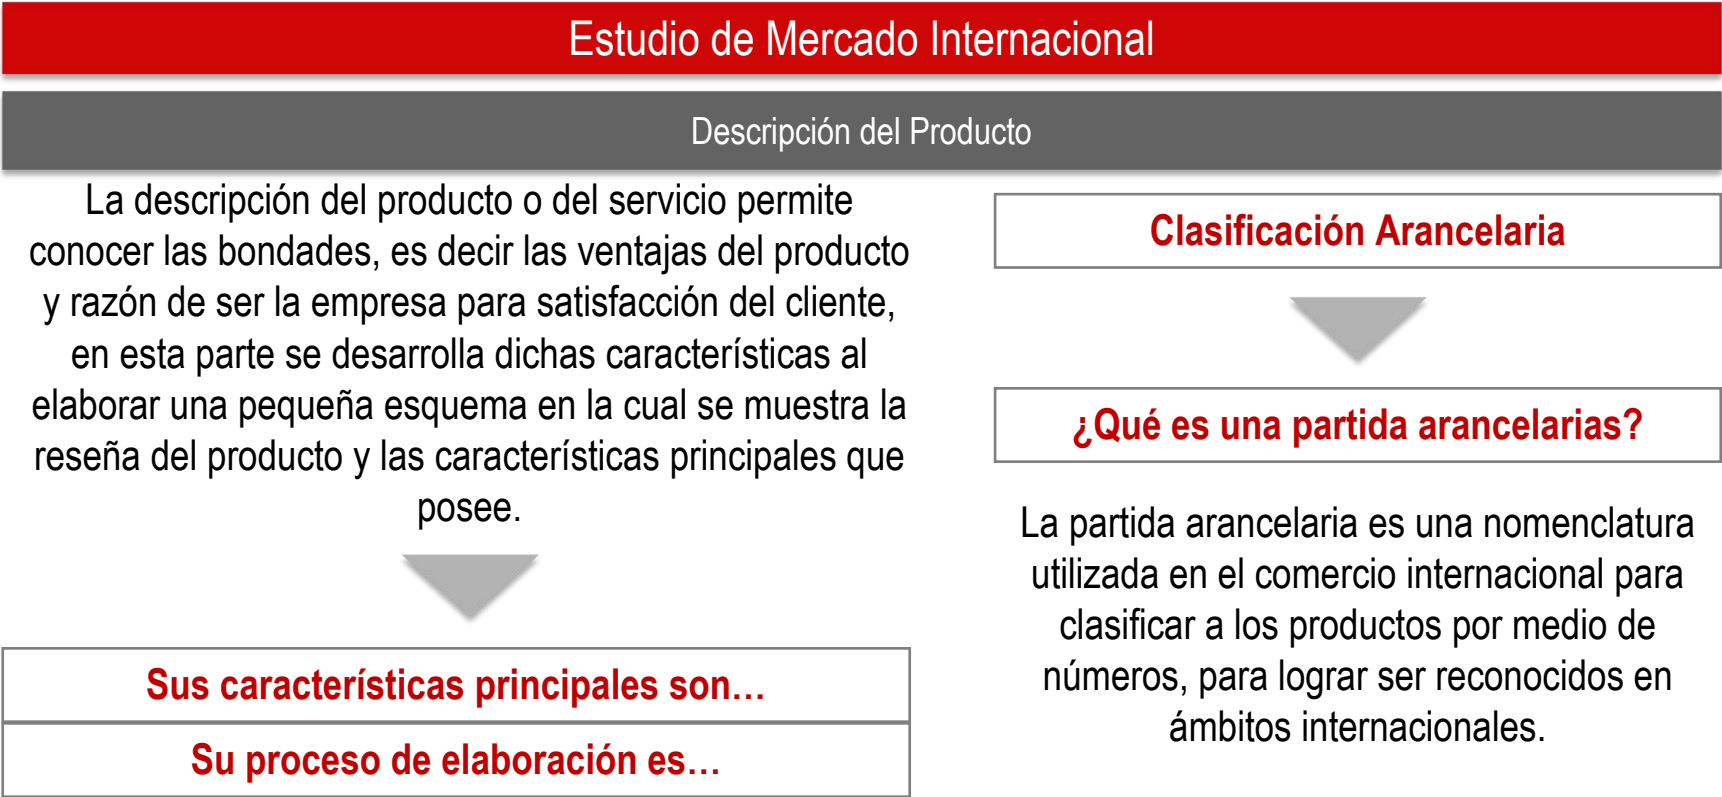 Estudio de Mercado Internacional
Descripción del Producto
La descripción del producto o del servicio permite
conocer las bondades, es decir las ventajas del producto
y razón de ser la empresa para satisfacción del cliente,
en esta parte se desarrolla dichas características al
elaborar una pequeña esquema en la cual se muestra la
reseña del producto y las características principales que
posee.
Sus características principales son…
Su proceso de elaboración es…
Clasificación Arancelaria
¿Qué es una partida arancelarias?
La partida arancelaria es una nomenclatura
utilizada en el comercio internacional para
clasificar a los productos por medio de
números, para lograr ser reconocidos en
ámbitos internacionales.